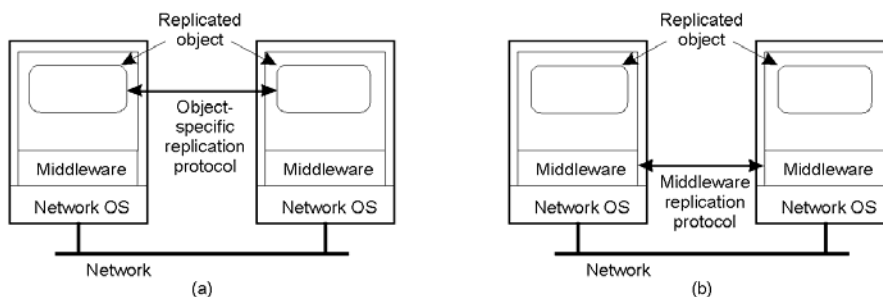 Replicated
object
Object-
specific
replication
protocol
Middleware
Middleware
Network OS
Network OS
Network
(a)
Replicated
object
Middleware
Middleware
Middleware
replication
protocol
Network OS
Network OS
Network
(b)